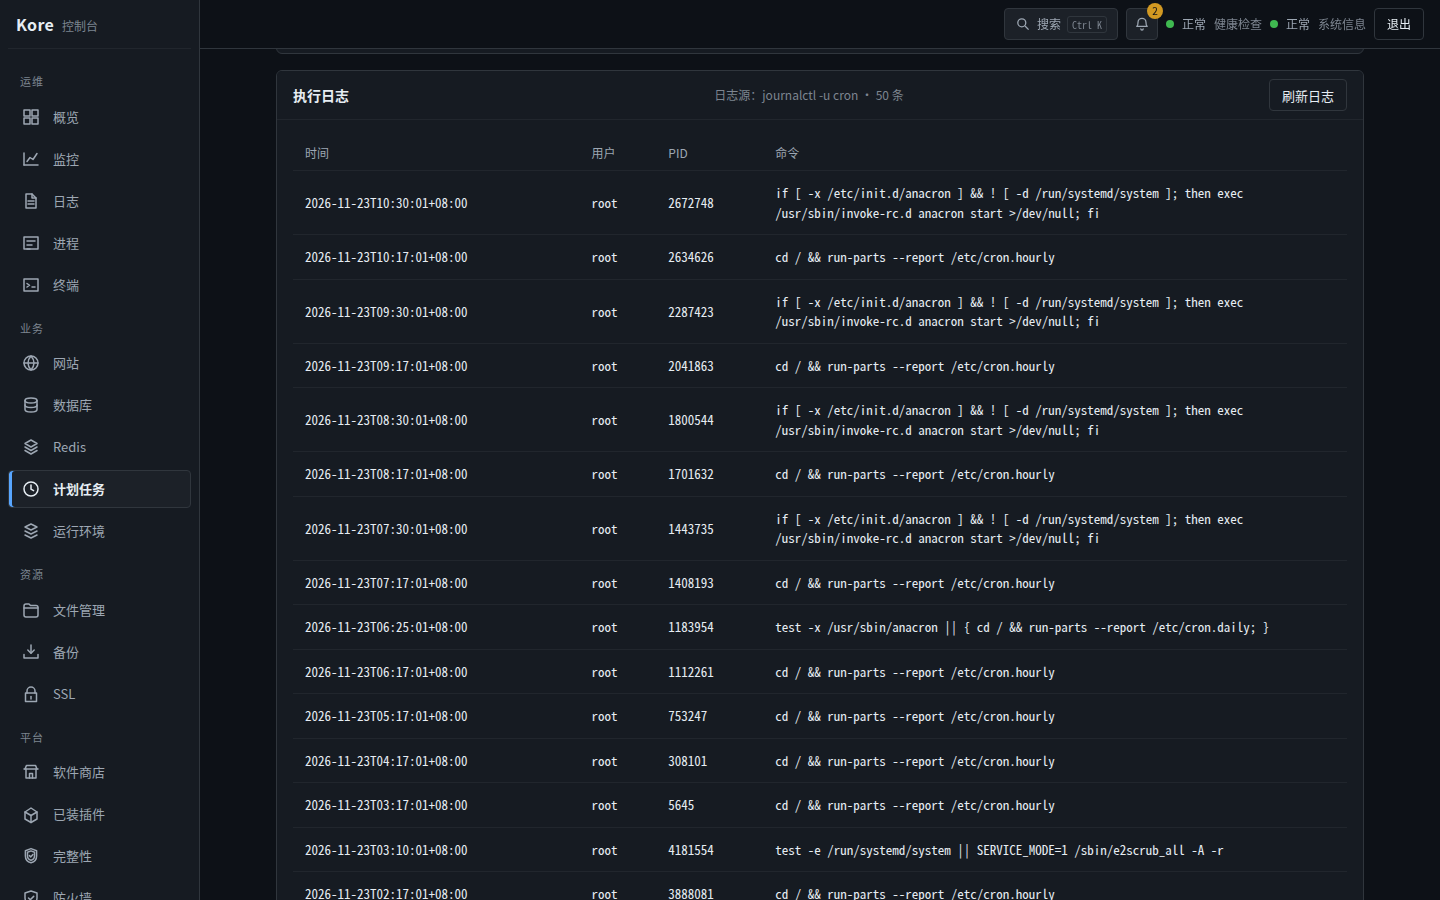 Kore 控制台
搜索 Ctrl K
2
正常 健康检查
正常 系统信息
退出
运维
概览
监控
日志
进程
终端
业务
网站
数据库
Redis
计划任务
运行环境
资源
文件管理
备份
SSL
平台
软件商店
已装插件
完整性
防火墙
执行日志
日志源: journalctl -u cron · 50 条
刷新日志
时间 用户 PID 命令
2026-11-23T10:30:01+08:00 root 2672748 if [ -x /etc/init.d/anacron ] && ! [ -d /run/systemd/system ]; then exec
/usr/sbin/invoke-rc.d anacron start >/dev/null; fi
2026-11-23T10:17:01+08:00 root 2634626 cd / && run-parts --report /etc/cron.hourly
2026-11-23T09:30:01+08:00 root 2287423 if [ -x /etc/init.d/anacron ] && ! [ -d /run/systemd/system ]; then exec
/usr/sbin/invoke-rc.d anacron start >/dev/null; fi
2026-11-23T09:17:01+08:00 root 2041863 cd / && run-parts --report /etc/cron.hourly
2026-11-23T08:30:01+08:00 root 1800544 if [ -x /etc/init.d/anacron ] && ! [ -d /run/systemd/system ]; then exec
/usr/sbin/invoke-rc.d anacron start >/dev/null; fi
2026-11-23T08:17:01+08:00 root 1701632 cd / && run-parts --report /etc/cron.hourly
2026-11-23T07:30:01+08:00 root 1443735 if [ -x /etc/init.d/anacron ] && ! [ -d /run/systemd/system ]; then exec
/usr/sbin/invoke-rc.d anacron start >/dev/null; fi
2026-11-23T07:17:01+08:00 root 1408193 cd / && run-parts --report /etc/cron.hourly
2026-11-23T06:25:01+08:00 root 1183954 test -x /usr/sbin/anacron || { cd / && run-parts --report /etc/cron.daily; }
2026-11-23T06:17:01+08:00 root 1112261 cd / && run-parts --report /etc/cron.hourly
2026-11-23T05:17:01+08:00 root 753247 cd / && run-parts --report /etc/cron.hourly
2026-11-23T04:17:01+08:00 root 308101 cd / && run-parts --report /etc/cron.hourly
2026-11-23T03:17:01+08:00 root 5645 cd / && run-parts --report /etc/cron.hourly
2026-11-23T03:10:01+08:00 root 4181554 test -e /run/systemd/system || SERVICE_MODE=1 /sbin/e2scrub_all -A -r
2026-11-23T02:17:01+08:00 root 3888081 cd / && run-parts --report /etc/cron.hourly